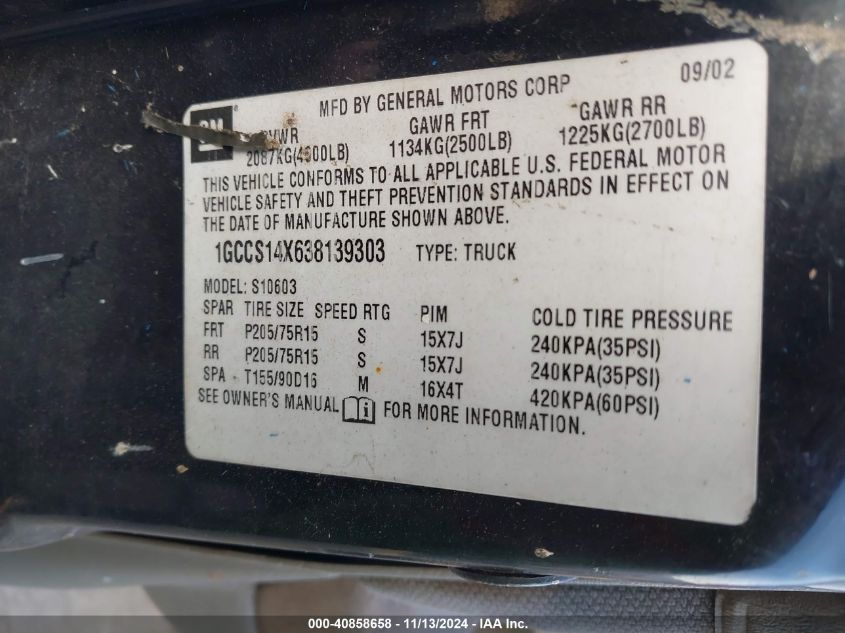 09/02
MFD BY GENERAL MOTORS CORP
GM GVWR GAWR FRT GAWR RR
2087KG(4600LB) 1134KG(2500LB) 1225KG(2700LB)
THIS VEHICLE CONFORMS TO ALL APPLICABLE U.S. FEDERAL MOTOR
VEHICLE SAFETY AND THEFT PREVENTION STANDARDS IN EFFECT ON
THE DATE OF MANUFACTURE SHOWN ABOVE.
1GCCS14X638139303 TYPE: TRUCK
MODEL: S10603
SPAR TIRE SIZE SPEED RTG PIM COLD TIRE PRESSURE
FRT P205/75R15 S 15X7J 240KPA(35PSI)
RR P205/75R15 S 15X7J 240KPA(35PSI)
SPA - T155/90D16 M 16X4T 420KPA(60PSI)
SEE OWNER'S MANUAL FOR MORE INFORMATION.
000-40858658 - 11/13/2024 - IAA Inc.